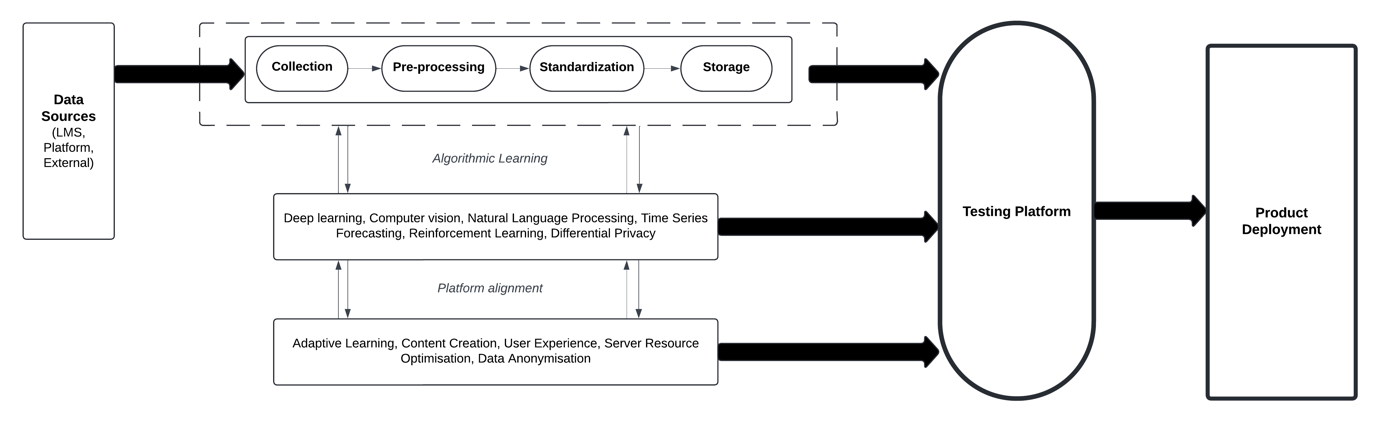 Data
Sources
(LMS,
Platform,
External)
Collection
Pre-processing
Standardization
Storage
Algorithmic Learning
Deep learning, Computer vision, Natural Language Processing, Time Series
Forecasting, Reinforcement Learning, Differential Privacy
Platform alignment
Adaptive Learning, Content Creation, User Experience, Server Resource
Optimisation, Data Anonymisation
Testing Platform
Product
Deployment